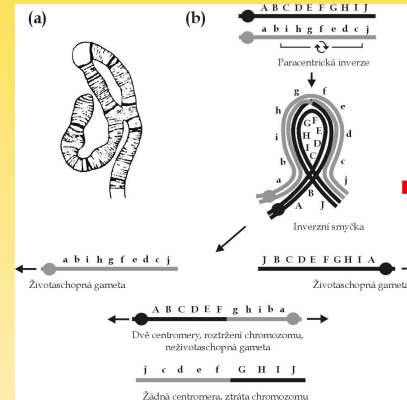 (a)
(b)
A B C D E F G H I J
a b i h g f e d c j
Paracentrická inverze
g f
h e
G F
H E
i I D d
C
b c
a B j
A J
Inverzní smyčka
a b i h g f e d c j
Životaschopná gameta
J B C D E F G H I A
Životaschopná gameta
A B C D E F g h i b a
Dvě centromery, roztržení chromozomu,
neživotaschopná gameta
j c d e f G H I J
Žádná centromera, ztráta chromozomu